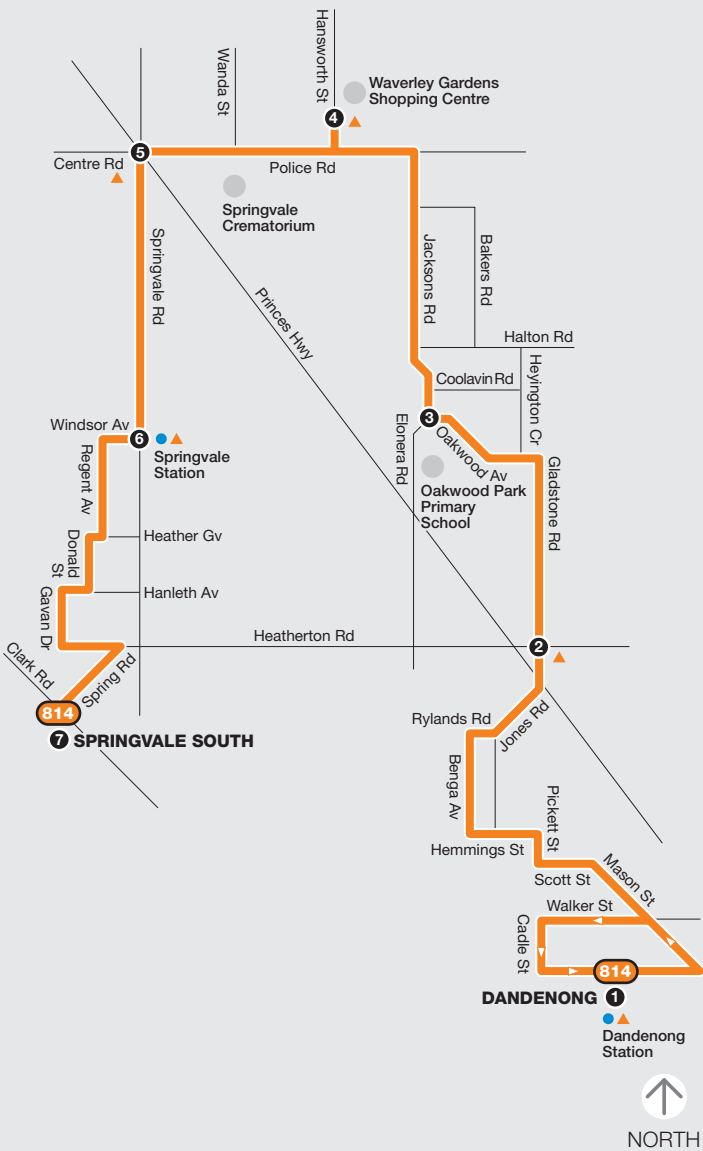 Hansworth St
Wanda St
Waverley Gardens
Shopping Centre
4
5
Centre Rd
Police Rd
Springvale
Crematorium
Springvale Rd
Jacksons Rd
Bakers Rd
Princes Hwy
Halton Rd
Heyington Cr
Coolavin Rd
3
Windsor Av
6
Springvale
Station
Regent Av
Elonera Rd
Oakwood Av
Oakwood Park
Primary
School
Gladstone Rd
Donald
St
Heather Gv
Hanleth Av
Gavan Dr
Heatherton Rd
2
Clark Rd
Spring Rd
814
7 SPRINGVALE SOUTH
Rylands Rd
Jones Rd
Benga Av
Pickett St
Hemmings St
Scott St
Mason St
Walker St
Cadle St
814
DANDENONG 1
Dandenong
Station
NORTH